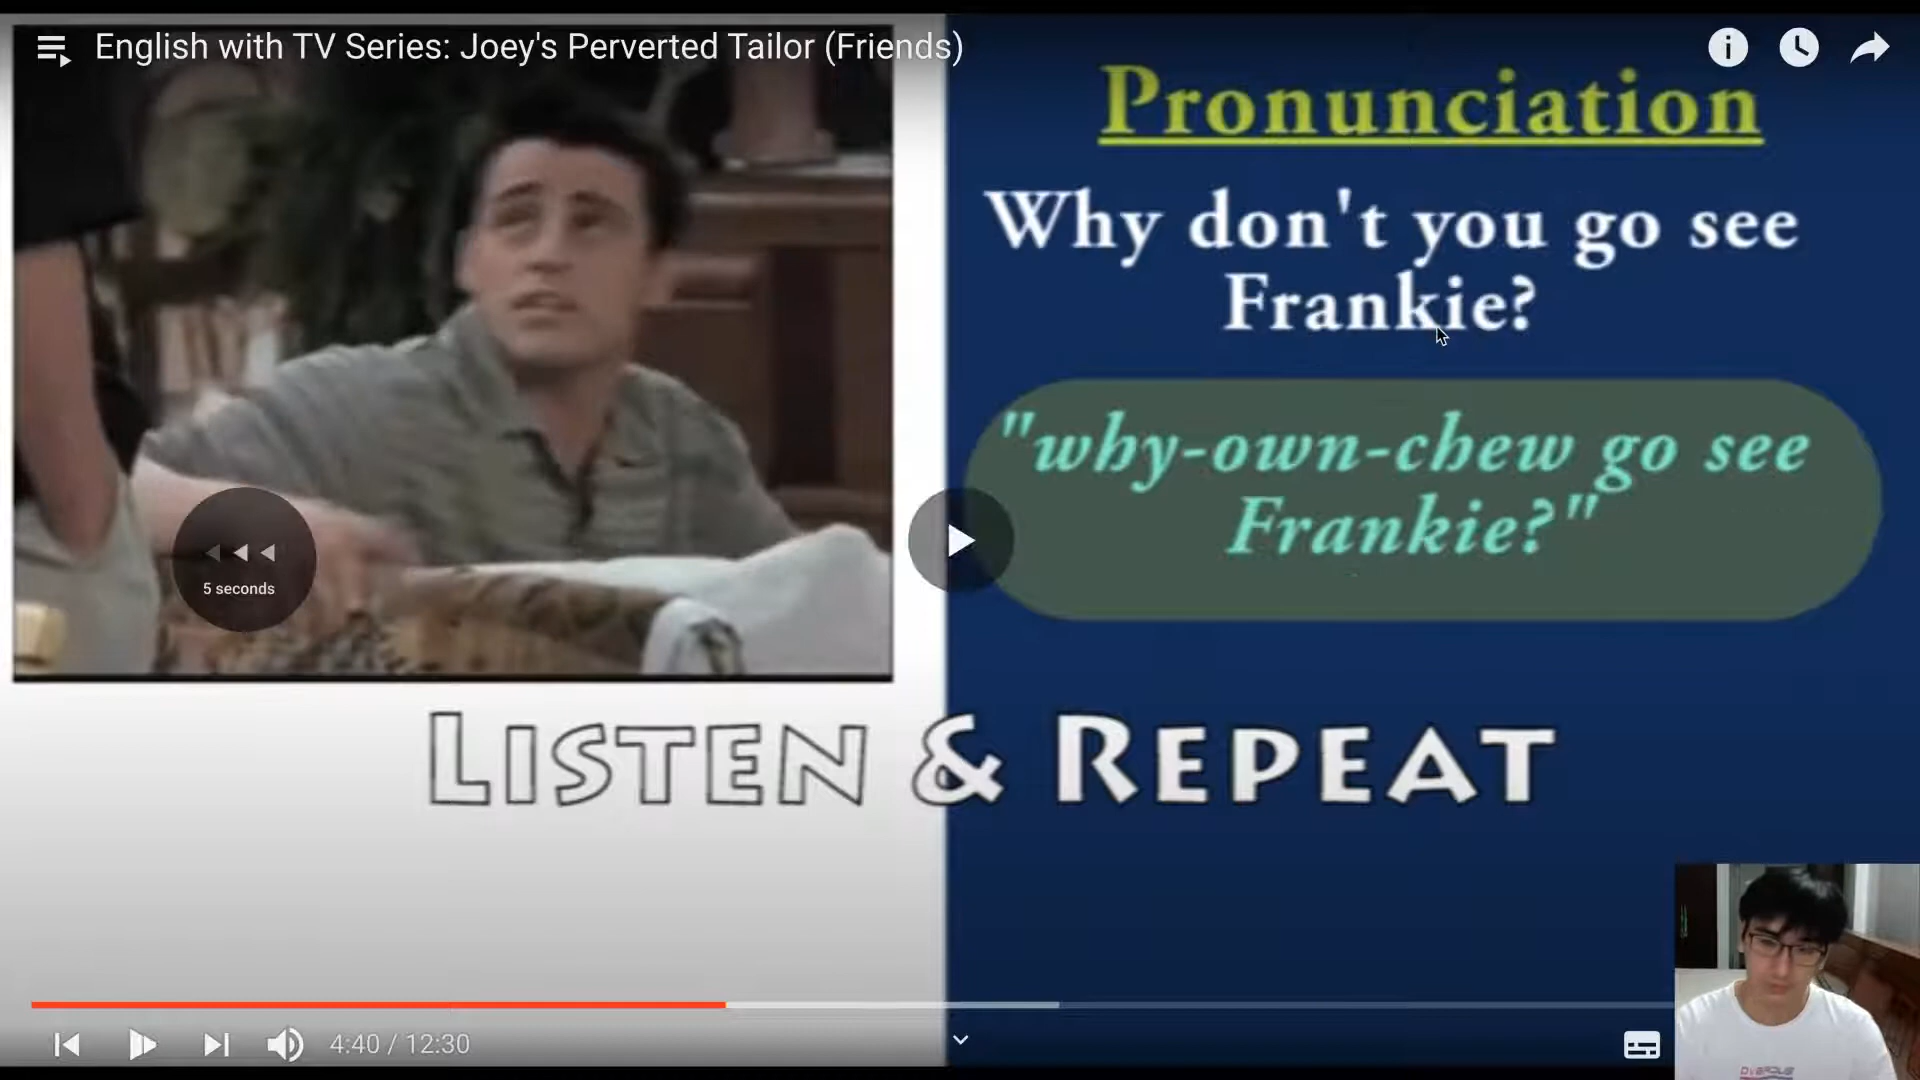 English with TV Series: Joey's Perverted Tailor (Friends)
Pronunciation
Why don't you go see
Frankie?
"why-own-chew go see
Frankie?"
5 seconds
LISTEN & REPEAT
4:40 / 12:30